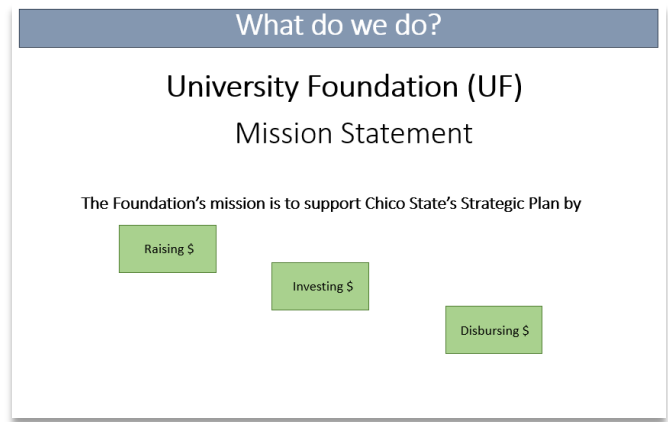 What do we do?
University Foundation (UF)
Mission Statement
The Foundation’s mission is to support Chico State’s Strategic Plan by
Raising $
Investing $
Disbursing $